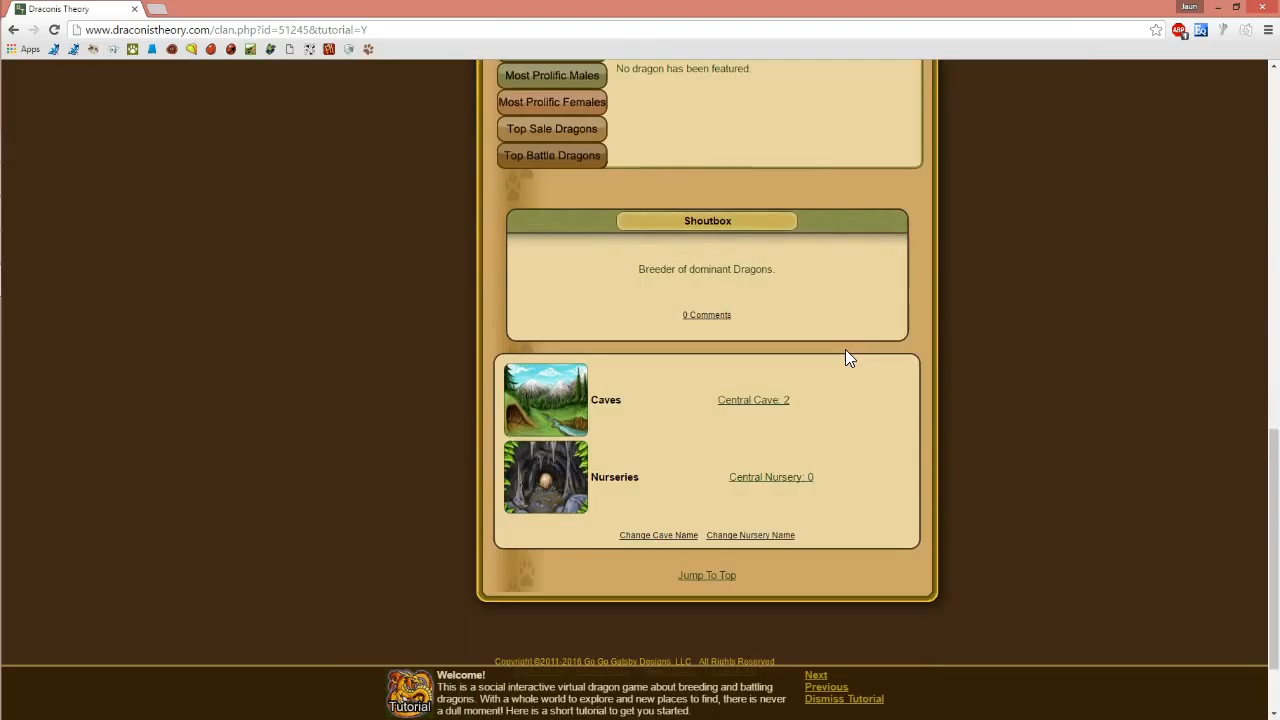 Draconis Theory
Jaun
www.draconistheory.com/clan.php?id=51245&tutorial=Y
Apps
Most Prolific Males
No dragon has been featured.
Most Prolific Females
Top Sale Dragons
Top Battle Dragons
Shoutbox
Breeder of dominant Dragons.
0 Comments
Caves
Central Cave: 2
Nurseries
Central Nursery: 0
Change Cave Name Change Nursery Name
Jump To Top
Copyright ©2011-2016 Go Go Gatsby Designs, LLC All Rights Reserved
Tutorial
Welcome!
This is a social interactive virtual dragon game about breeding and battling
dragons. With a whole world to explore and new places to find, there is never
a dull moment! Here is a short tutorial to get you started.
Next
Previous
Dismiss Tutorial